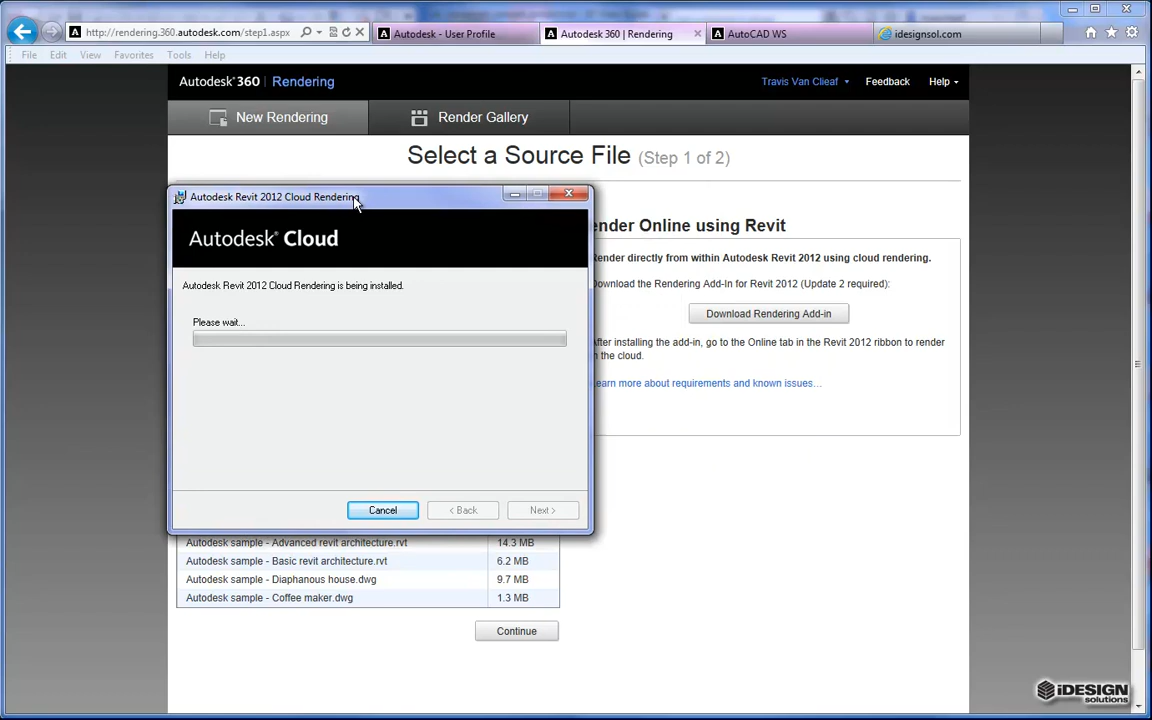 http://rendering.360.autodesk.com/step1.aspx
Autodesk - User Profile
Autodesk 360 | Rendering
AutoCAD WS
idesignsol.com
File Edit View Favorites Tools Help
Autodesk® 360 | Rendering
Travis Van Clieaf
Feedback
Help
New Rendering
Render Gallery
Select a Source File (Step 1 of 2)
Autodesk Revit 2012 Cloud Rendering
Autodesk® Cloud
Autodesk Revit 2012 Cloud Rendering is being installed.
Please wait...
Cancel
< Back
Next >
ender Online using Revit
ender directly from within Autodesk Revit 2012 using cloud rendering.
ownload the Rendering Add-In for Revit 2012 (Update 2 required):
Download Rendering Add-in
fter installing the add-in, go to the Online tab in the Revit 2012 ribbon to render
the cloud.
earn more about requirements and known issues...
Autodesk sample - Advanced revit architecture.rvt 14.3 MB
Autodesk sample - Basic revit architecture.rvt 6.2 MB
Autodesk sample - Diaphanous house.dwg 9.7 MB
Autodesk sample - Coffee maker.dwg 1.3 MB
Continue
iDESIGN
solutions